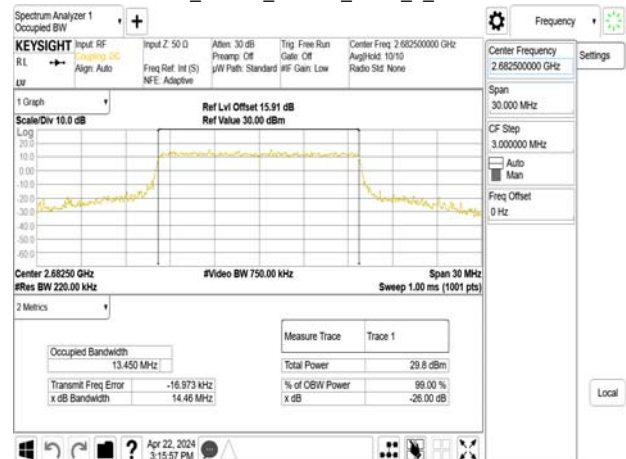 Spectrum Analyzer 1
Occupied BW
Frequency
KEYSIGHT
RL
Input: RF
Coupling: DC
Align: Auto
Input Z: 50 Ω
Freq Ref: Int (S)
NFE: Adaptive
Atten: 30 dB
Preamp: Off
µW Path: Standard
Trig: Free Run
Gate: Off
#IF Gain: Low
Center Freq: 2.682500000 GHz
Avg|Hold: 10/10
Radio Std: None
Center Frequency
2.682500000 GHz
Settings
Span
30.000 MHz
CF Step
3.000000 MHz
Auto
Man
Freq Offset
0 Hz
Local
1 Graph
Scale/Div 10.0 dB
Ref Lvl Offset 15.91 dB
Ref Value 30.00 dBm
Log
20.0
10.0
0.00
-10.0
-20.0
-30.0
-40.0
-50.0
-60.0
Center 2.68250 GHz
#Video BW 750.00 kHz
Span 30 MHz
#Res BW 220.00 kHz
Sweep 1.00 ms (1001 pts)
2 Metrics
Measure Trace Trace 1
Occupied Bandwidth
13.450 MHz
Total Power 29.8 dBm
Transmit Freq Error -16.973 kHz
% of OBW Power 99.00 %
x dB Bandwidth 14.46 MHz
x dB -26.00 dB
Apr 22, 2024
3:15:57 PM